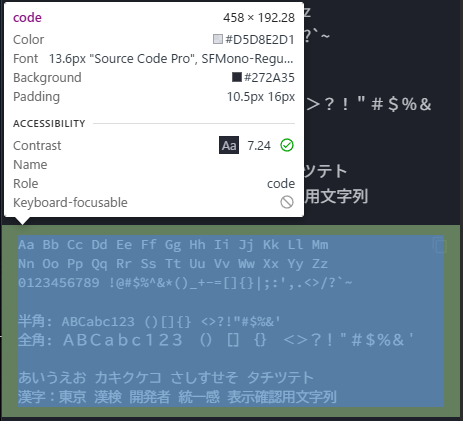 code 458 × 192.28
Color #D5D8E2D1
Font 13.6px "Source Code Pro", SFMono-Regu...
Background #272A35
Padding 10.5px 16px
ACCESSIBILITY
Contrast Aa 7.24
Name
Role code
Keyboard-focusable
z
?`~
<>？！＂＃＄％＆
ツテト
用文字列
Aa Bb Cc Dd Ee Ff Gg Hh Ii Jj Kk Ll Mm
Nn Oo Pp Qq Rr Ss Tt Uu Vv Ww Xx Yy Zz
0123456789 !@#$%^&*()_+-=[]{}|;:',.<>/?`~
半角: ABCabc123 ()[]{} <>?!"#$%&'
全角: ＡＢＣａｂｃ１２３ （） ［］ ｛｝ ＜＞？！＂＃＄％＆＇
あいうえお カキクケコ さしすせそ タチツテト
漢字：東京 漢検 開発者 統一感 表示確認用文字列